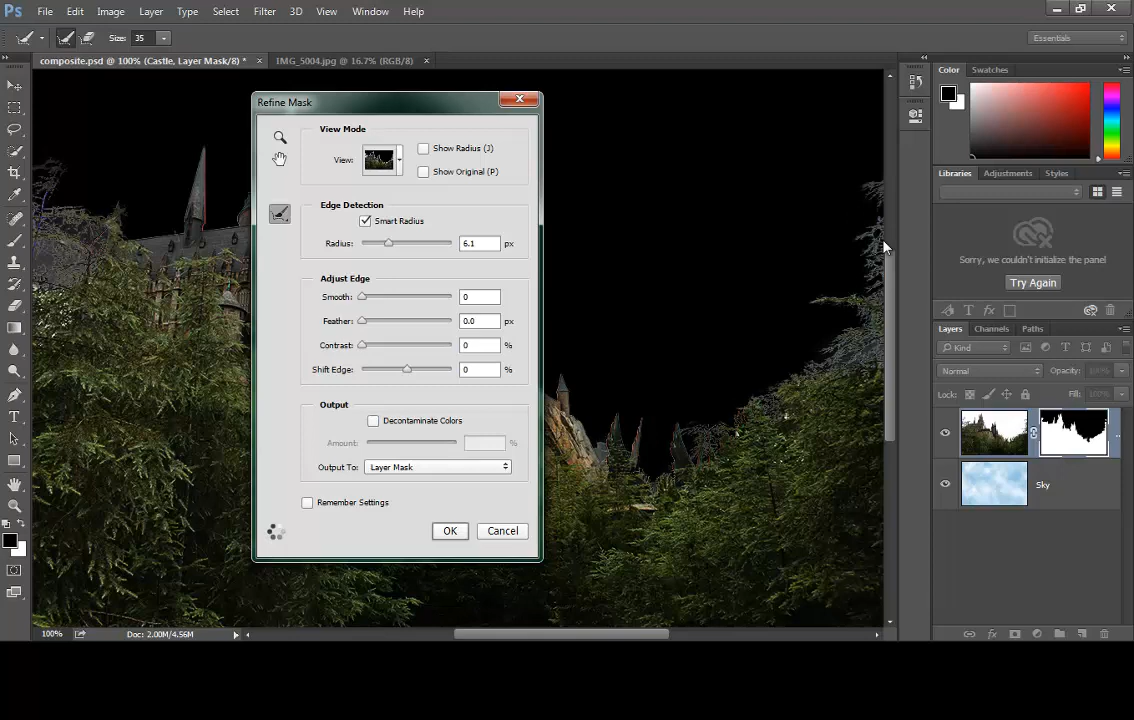 Ps File Edit Image Layer Type Select Filter 3D View Window Help
Size: 35 Essentials
composite.psd @ 100% (Castle, Layer Mask/8) * × IMG_5004.jpg @ 16.7% (RGB/8) ×
Refine Mask
View Mode
View:
Show Radius (J)
Show Original (P)
Edge Detection
Smart Radius
Radius: 6.1 px
Adjust Edge
Smooth: 0
Feather: 0.0 px
Contrast: 0 %
Shift Edge: 0 %
Output
Decontaminate Colors
Amount: %
Output To: Layer Mask
Remember Settings
OK Cancel
Color Swatches
Libraries Adjustments Styles
Sorry, we couldn't initialize the panel
Try Again
Layers Channels Paths
Kind
Normal Opacity: 100%
Lock: Fill: 100%
Sky
100% Doc: 2.00M/4.56M